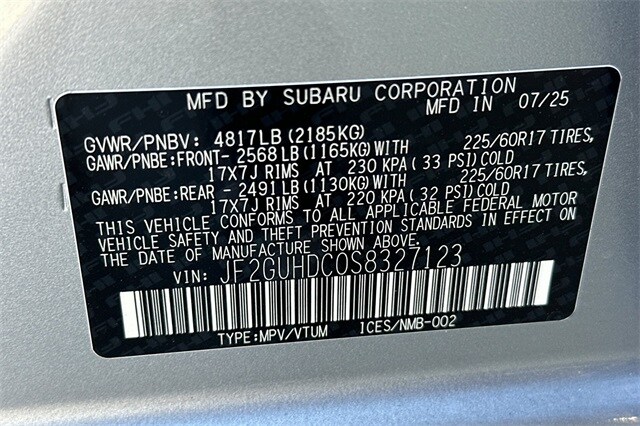 MFD BY SUBARU CORPORATION
MFD IN 07/25
GVWR/PNBV: 4817LB(2185KG)
GAWR/PNBE:FRONT- 2568LB(1165KG)WITH 225/60R17 TIRES,
17X7J RIMS AT 230 KPA (33 PSI)COLD
GAWR/PNBE:REAR - 2491LB(1130KG)WITH 225/60R17 TIRES,
17X7J RIMS AT 220 KPA (32 PSI)COLD
THIS VEHICLE CONFORMS TO ALL APPLICABLE FEDERAL MOTOR
VEHICLE SAFETY AND THEFT PREVENTION STANDARDS IN EFFECT ON
THE DATE OF MANUFACTURE SHOWN ABOVE.
VIN: JF2GUHDC0S8327123
TYPE:MPV/VTUM ICES/NMB-002